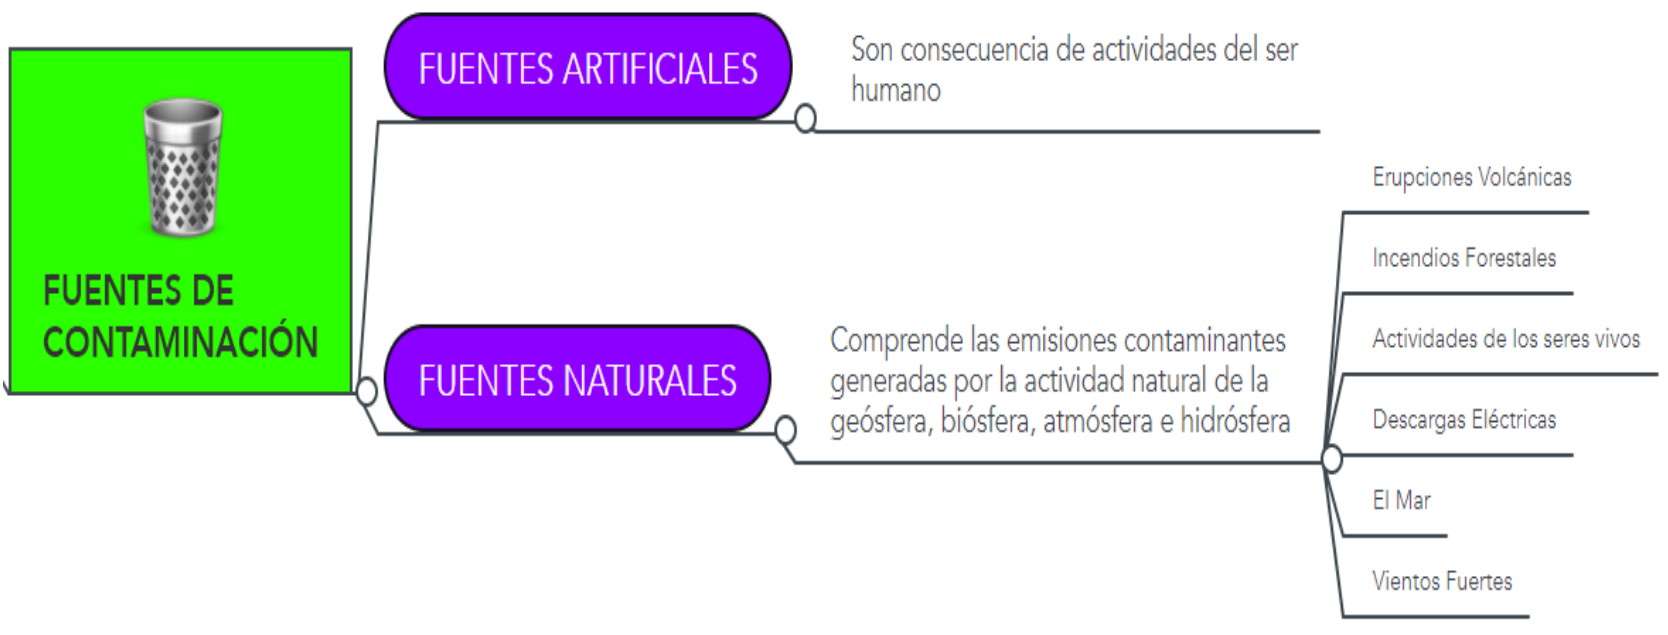 FUENTES DE
CONTAMINACIÓN
FUENTES ARTIFICIALES
Son consecuencia de actividades del ser
humano
FUENTES NATURALES
Comprende las emisiones contaminantes
generadas por la actividad natural de la
geósfera, biósfera, atmósfera e hidrósfera
Erupciones Volcánicas
Incendios Forestales
Actividades de los seres vivos
Descargas Eléctricas
El Mar
Vientos Fuertes